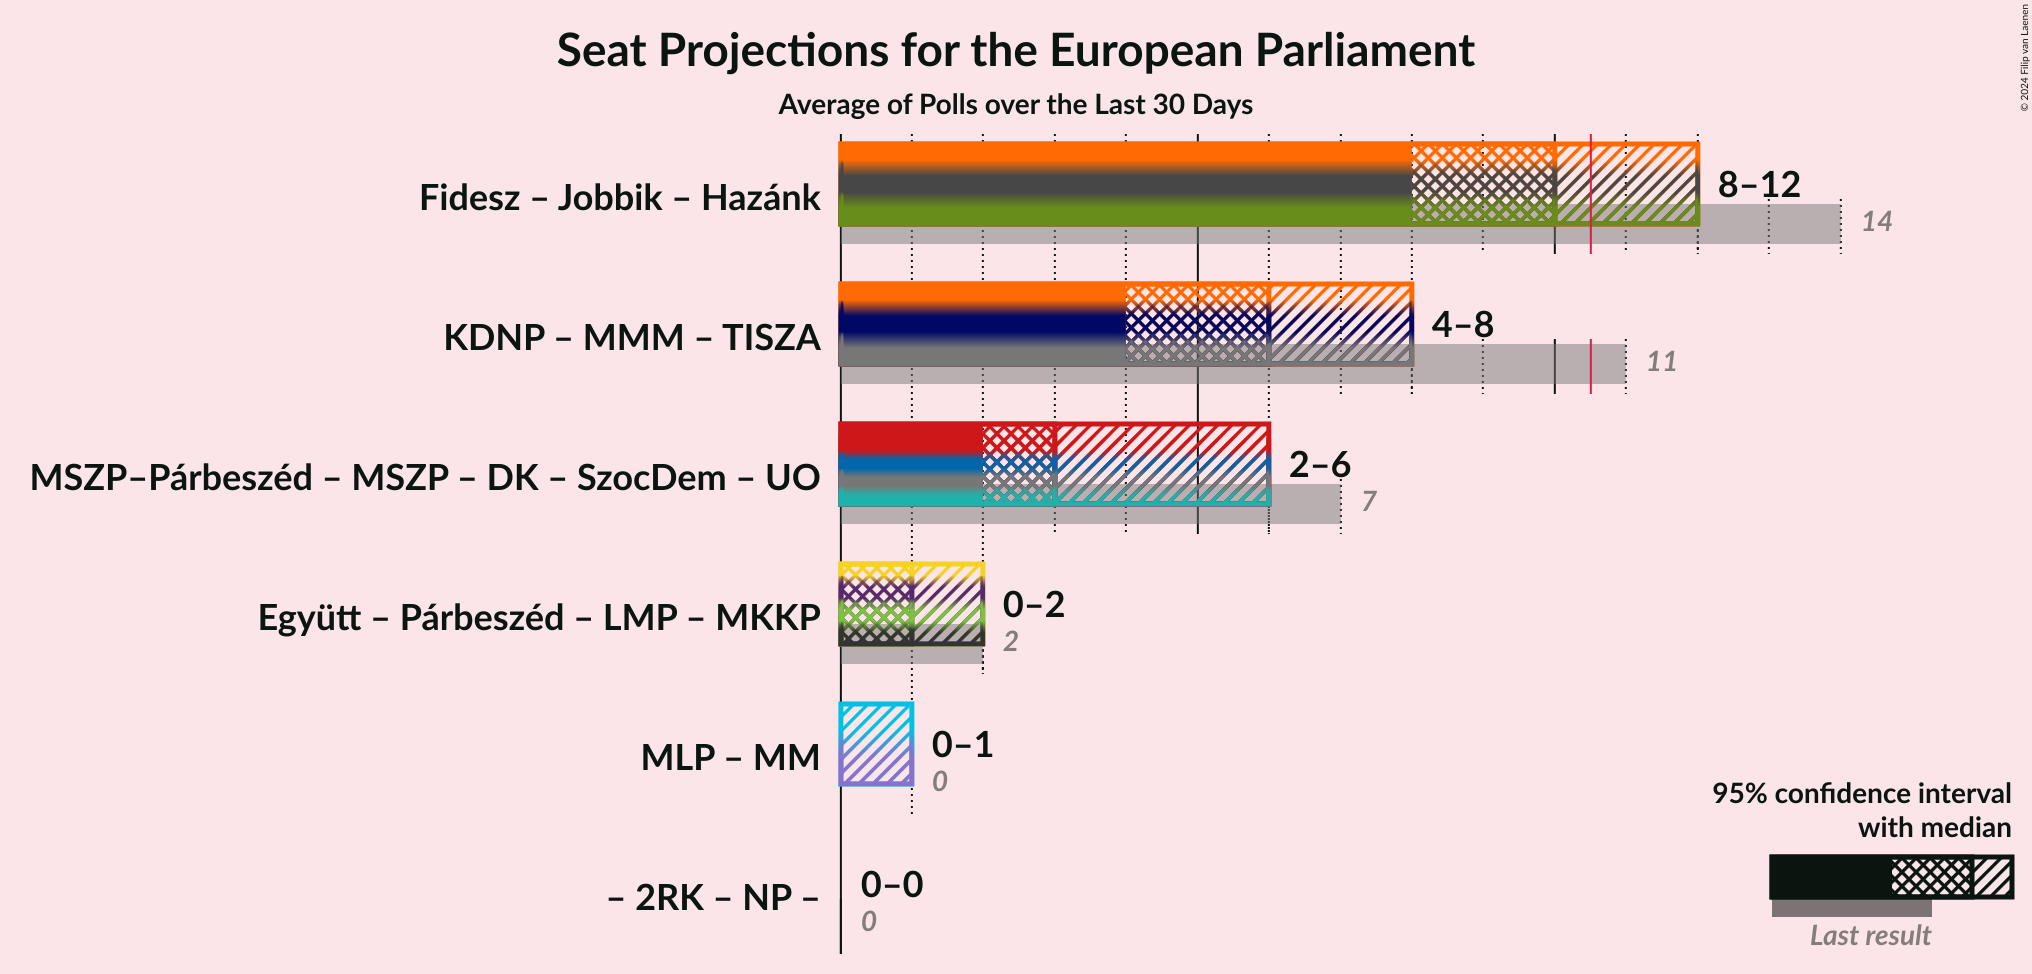 Seat Projections for the European Parliament
Average of Polls over the Last 30 Days
© 2024 Filip van Laenen
Fidesz – Jobbik – Hazánk
8–12
14
KDNP – MMM – TISZA
4–8
11
MSZP–Párbeszéd – MSZP – DK – SzocDem – UO
2–6
7
Együtt – Párbeszéd – LMP – MKKP
0–2
2
MLP – MM
0–1
0
– 2RK – NP –
0–0
0
95% confidence interval
with median
Last result